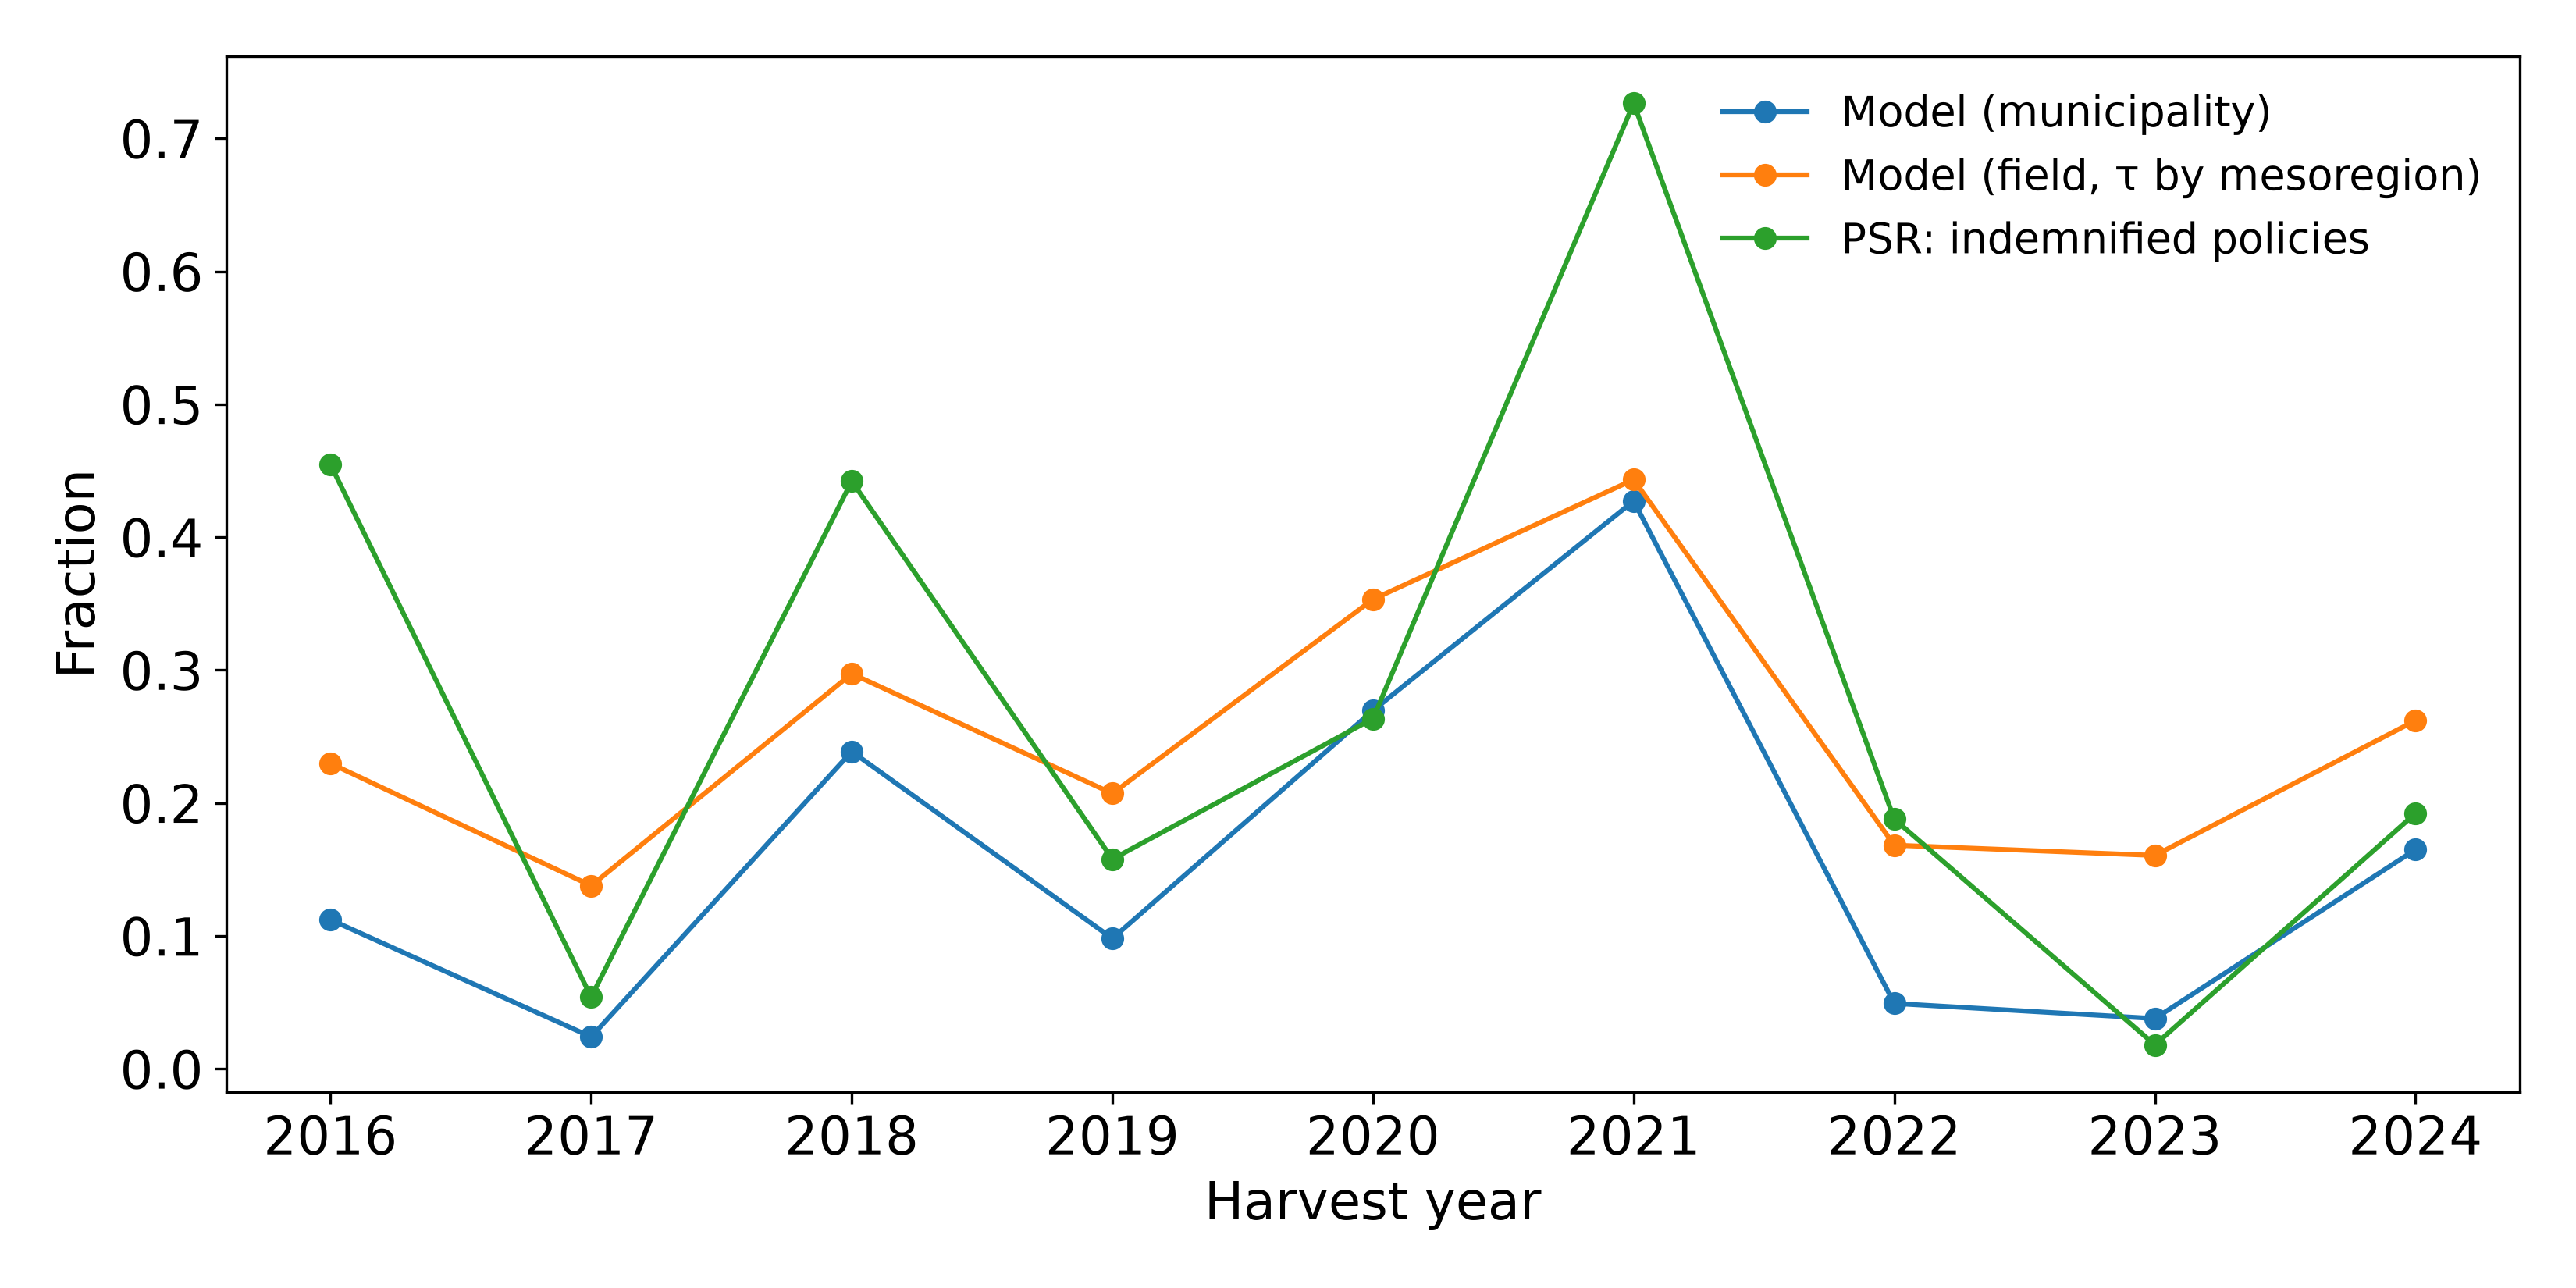 Model (municipality)
Model (field, τ by mesoregion)
PSR: indemnified policies
Fraction
0.7
0.6
0.5
0.4
0.3
0.2
0.1
0.0
2016 2017 2018 2019 2020 2021 2022 2023 2024
Harvest year